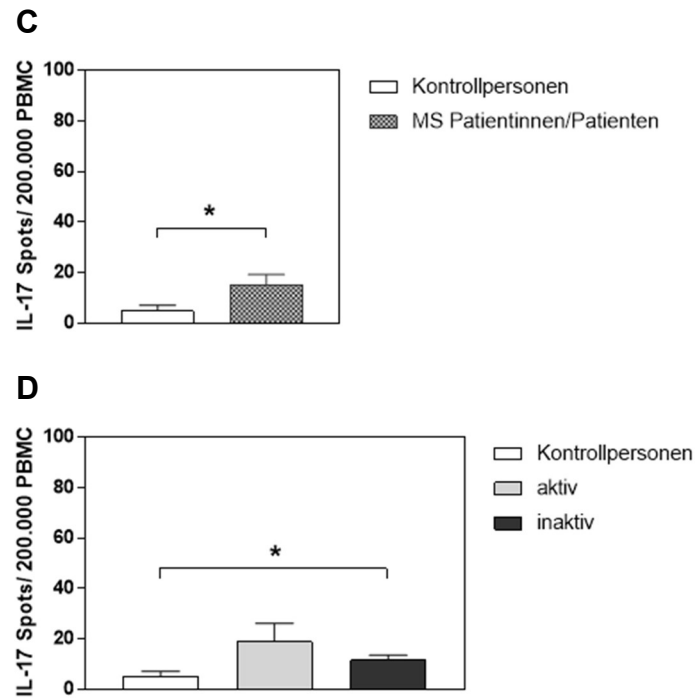 C
IL-17 Spots/ 200.000 PBMC
100
80
60
40
20
0
*
Kontrollpersonen
MS Patientinnen/Patienten
D
IL-17 Spots/ 200.000 PBMC
100
80
60
40
20
0
*
Kontrollpersonen
aktiv
inaktiv